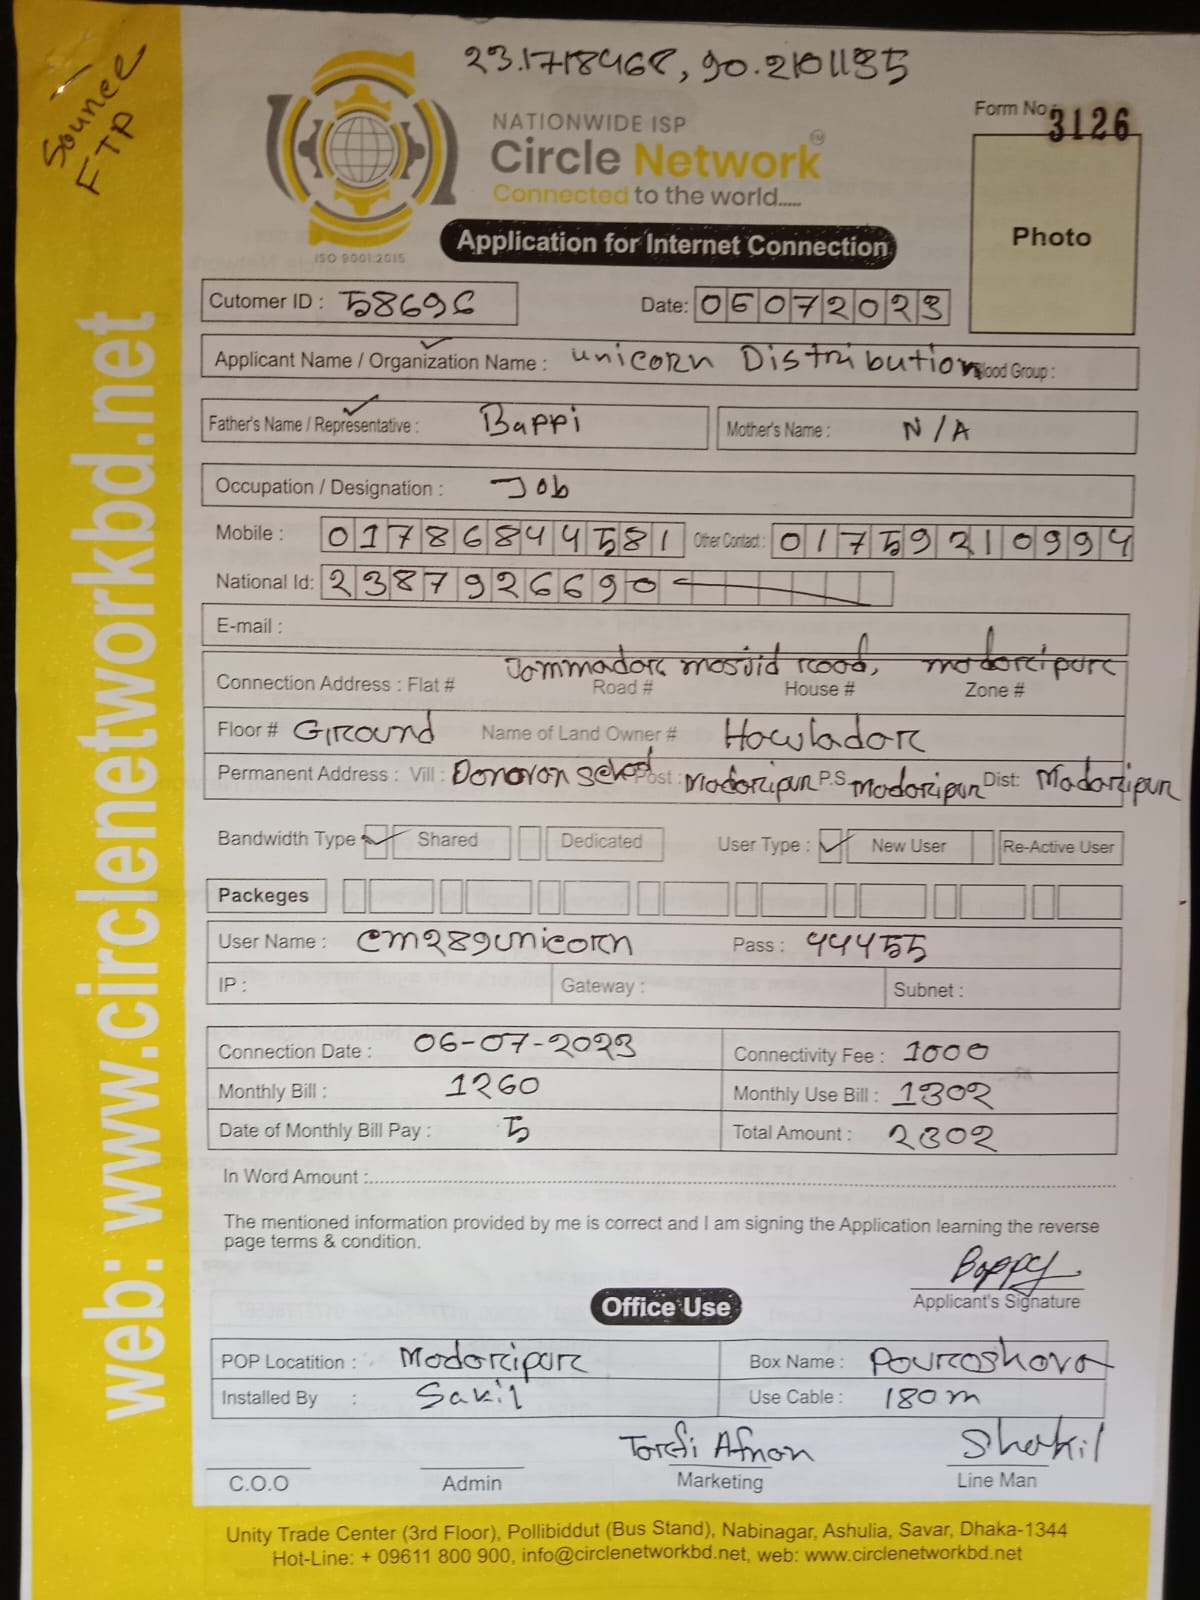 23.1718468, 90.2101135
Sounee
FTP
NATIONWIDE ISP
Circle Network
TM
Connected to the world.....
ISO 9001:2015
Form No : 3126
Photo
Application for Internet Connection
Cutomer ID : 58696
Date: 06072023
Applicant Name / Organization Name : unicorn Distribution Blood Group :
Father's Name / Representative : Bappi
Mother's Name : N/A
Occupation / Designation : Job
Mobile : 01786844581 Other Contact : 01759210994
National Id: 2387926690
E-mail :
Jommadar mosjid road, madaripur
Connection Address : Flat # Road # House # Zone #
Floor # Ground Name of Land Owner # Howladar
Permanent Address : Vill : Donovan School Post : Madaripur P.S Madaripur Dist: Madaripur
Bandwidth Type Shared Dedicated User Type : New User Re-Active User
Packeges
User Name : cm289unicorn Pass : 44455
IP : Gateway : Subnet :
Connection Date : 06-07-2023 Connectivity Fee : 1000
Monthly Bill : 1260 Monthly Use Bill : 1302
Date of Monthly Bill Pay : 5 Total Amount : 2302
In Word Amount :
The mentioned information provided by me is correct and I am signing the Application learning the reverse
page terms & condition.
Bappy
Applicant's Signature
Office Use
POP Locatition : Madaripur Box Name : Pouroshova
Installed By : Sakil Use Cable : 180 m
Tarfi Afnan Shakil
C.O.O Admin Marketing Line Man
Unity Trade Center (3rd Floor), Pollibiddut (Bus Stand), Nabinagar, Ashulia, Savar, Dhaka-1344
Hot-Line: + 09611 800 900, info@circlenetworkbd.net, web: www.circlenetworkbd.net
web: www.circlenetworkbd.net